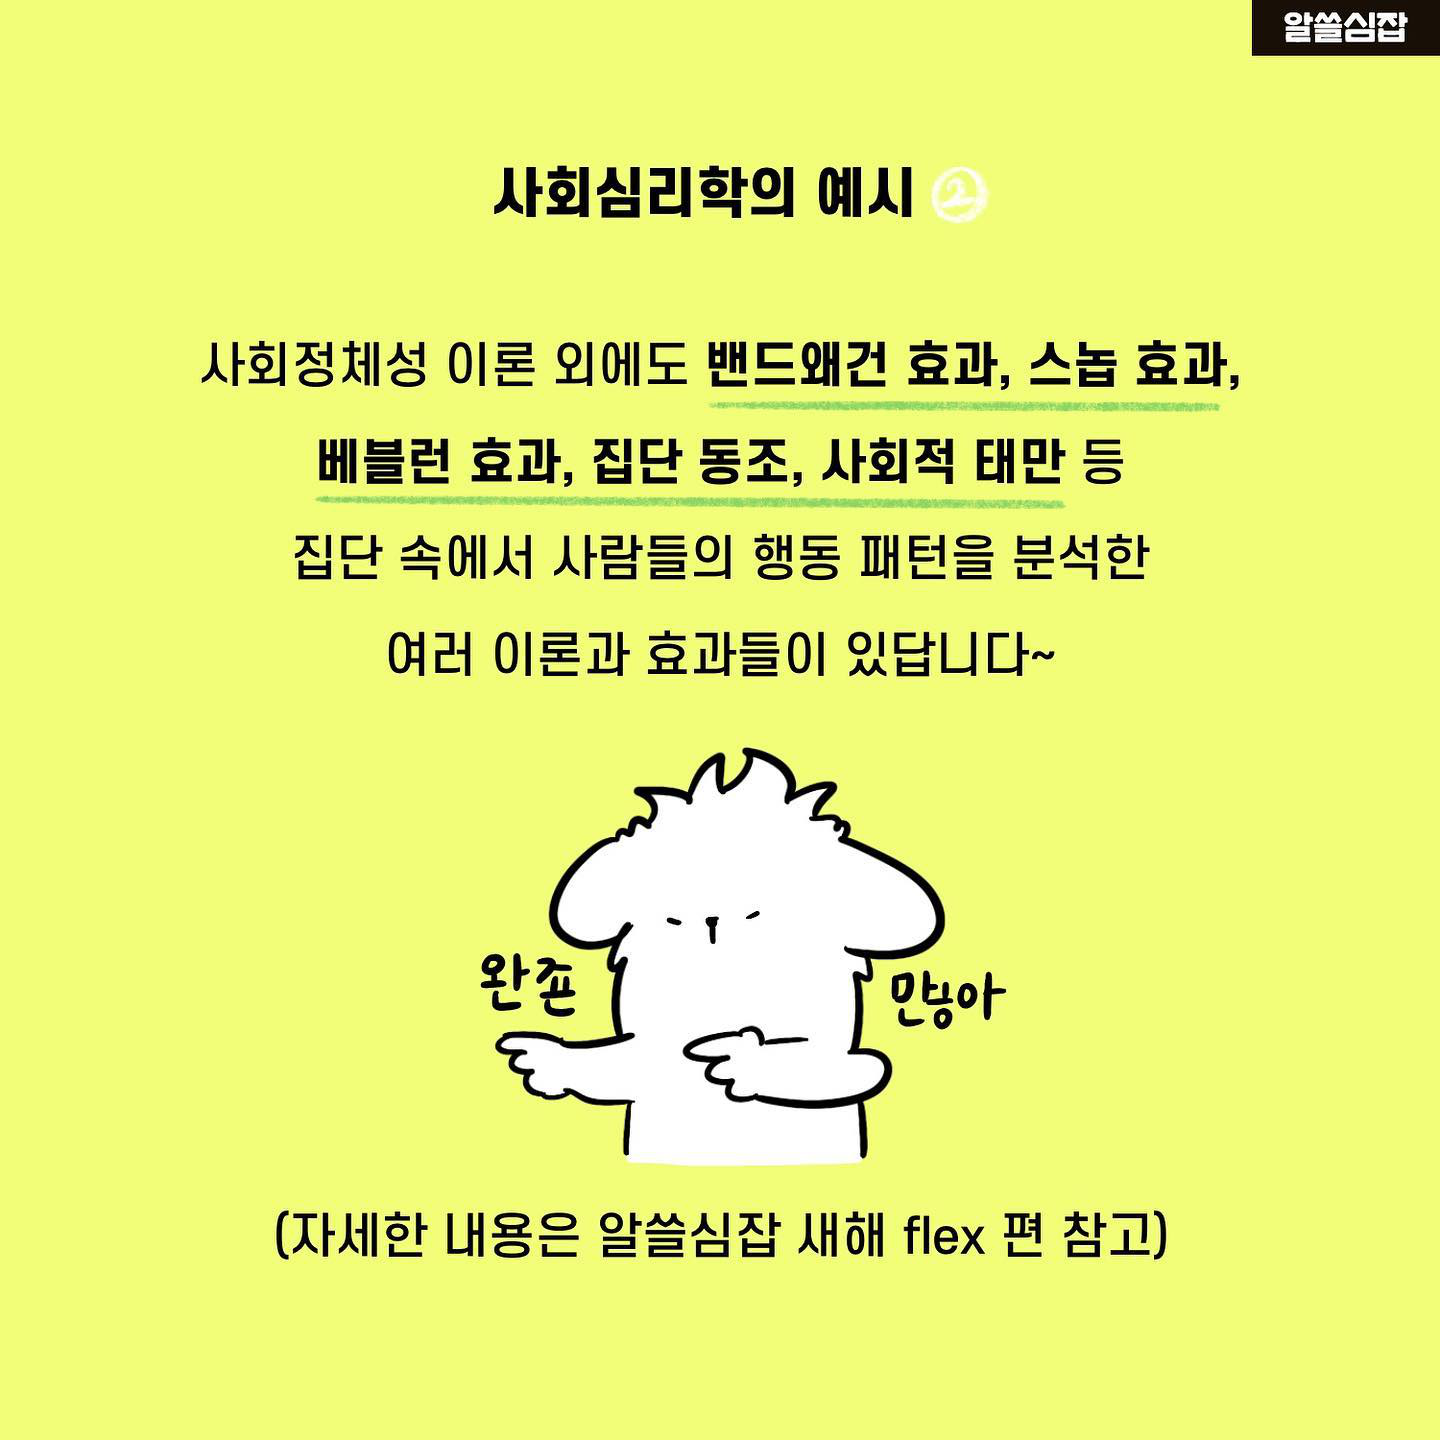 알쓸심잡
사회심리학의 예시 ②
사회정체성 이론 외에도 밴드왜건 효과, 스놉 효과,
베블런 효과, 집단 동조, 사회적 태만 등
집단 속에서 사람들의 행동 패턴을 분석한
여러 이론과 효과들이 있답니다~
완죤 만숑아
(자세한 내용은 알쓸심잡 새해 flex 편 참고)